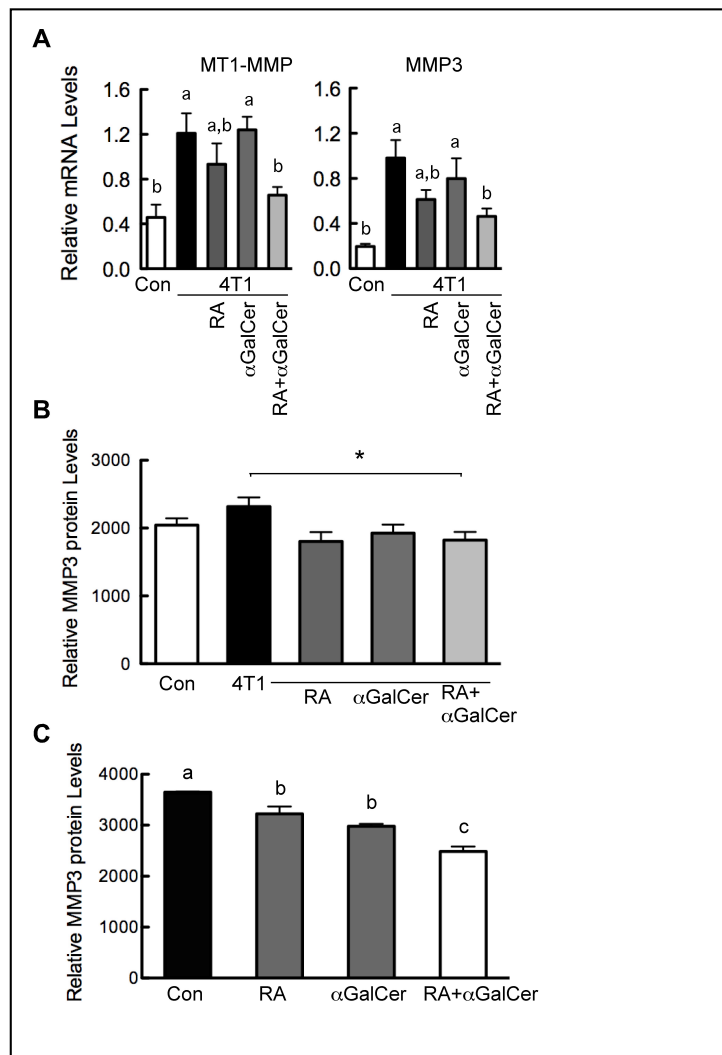 A
MT1-MMP
MMP3
Relative mRNA Levels
1.6
1.2
0.8
0.4
0.0
b
a
a,b
a
b
Con
4T1
RA
αGalCer
RA+αGalCer
1.6
1.2
0.8
0.4
0.0
b
a
a,b
a
b
Con
4T1
RA
αGalCer
RA+αGalCer
B
Relative MMP3 protein Levels
3000
2000
1000
0
*
Con
4T1
RA
αGalCer
RA+
αGalCer
C
Relative MMP3 protein Levels
4000
3000
2000
1000
0
a
b
b
c
Con
RA
αGalCer
RA+αGalCer